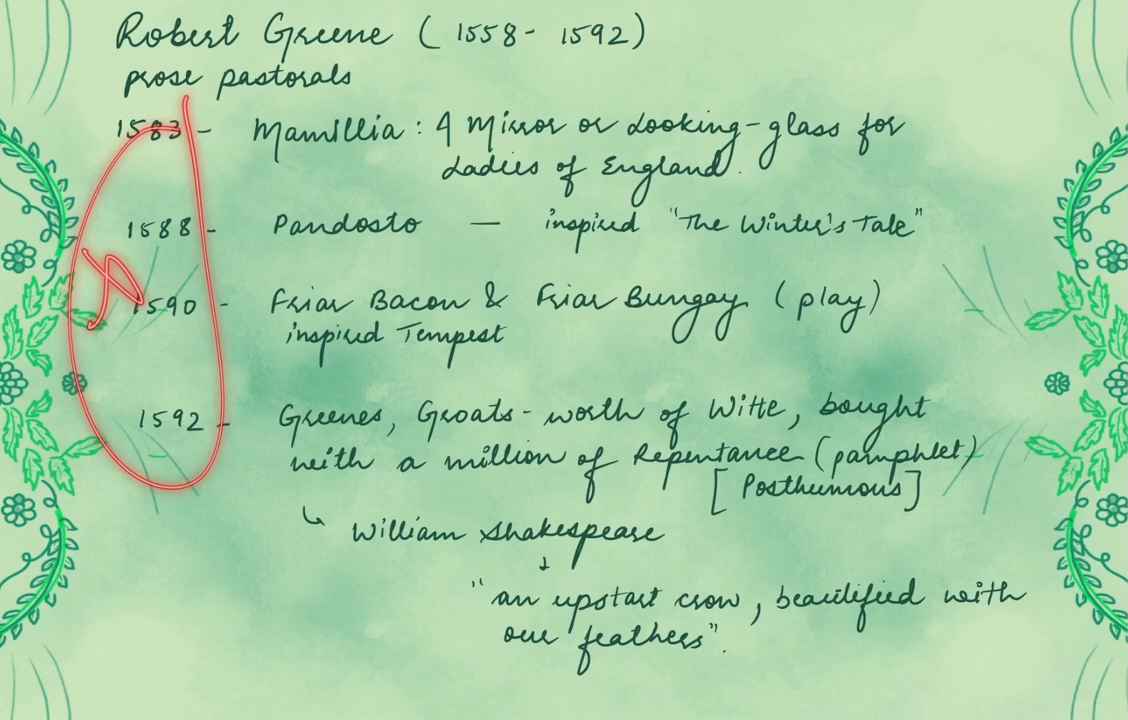 Robert Greene (1558- 1592)
prose pastorals
1583 - Mamillia : A Mirror or Looking-glass for
Ladies of England.
1588 - Pandosto — inspired "The Winter's Tale"
1590 - Friar Bacon & Friar Bungay (play)
inspired Tempest
1592 - Greenes, Groats-worth of Witte, bought
with a million of Repentance (pamphlet)
[Posthumous]
↳ William Shakespeare
↓
"an upstart crow, beautified with
our feathers".